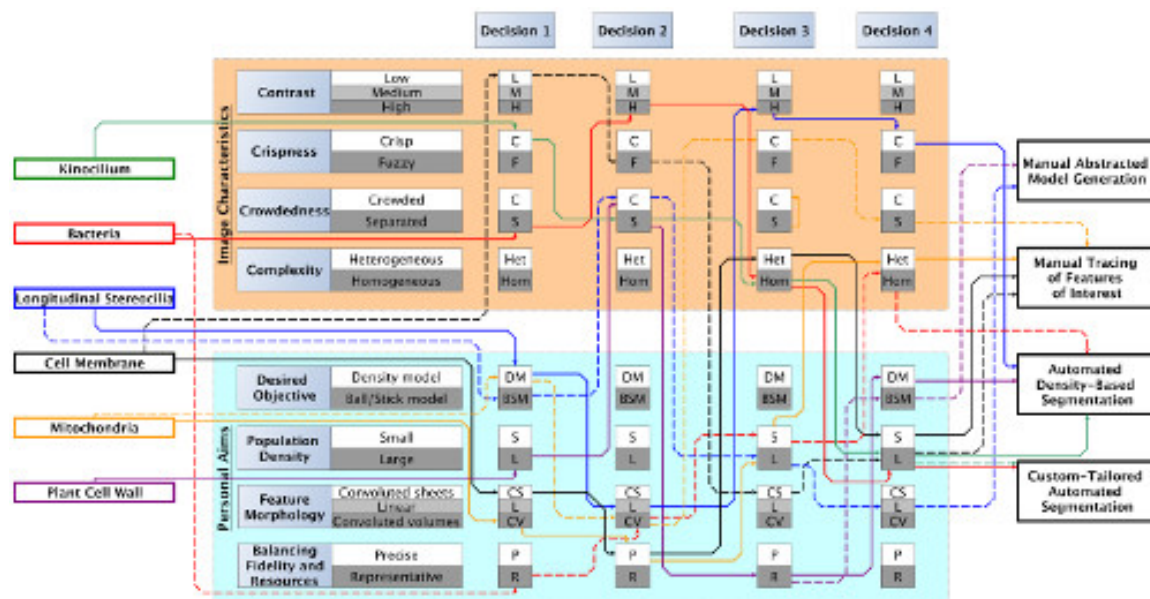 Decision 1 Decision 2 Decision 3 Decision 4
Image Characteristics
Contrast Low L L L L
Medium M M M M
High H H H H
Crispness Crisp C C C C
Fuzzy F F F F
Crowdedness Crowded C C C C
Separated S S S S
Complexity Heterogeneous Het Het Het Het
Homogeneous Hom Hom Hom Hom
Personal Aims
Desired Objective Density model DM DM DM DM
Ball/Stick model BSM BSM BSM BSM
Population Density Small S S S S
Large L L L L
Feature Morphology Convoluted sheets CS CS CS CS
Linear L L L L
Convoluted volumes CV CV CV CV
Balancing Fidelity and Resources Precise P P P P
Representative R R R R
Kinocilium
Bacteria
Longitudinal Stereocilia
Cell Membrane
Mitochondria
Plant Cell Wall
Manual Abstracted
Model Generation
Manual Tracing
of Features
of Interest
Automated
Density-Based
Segmentation
Custom-Tailored
Automated
Segmentation